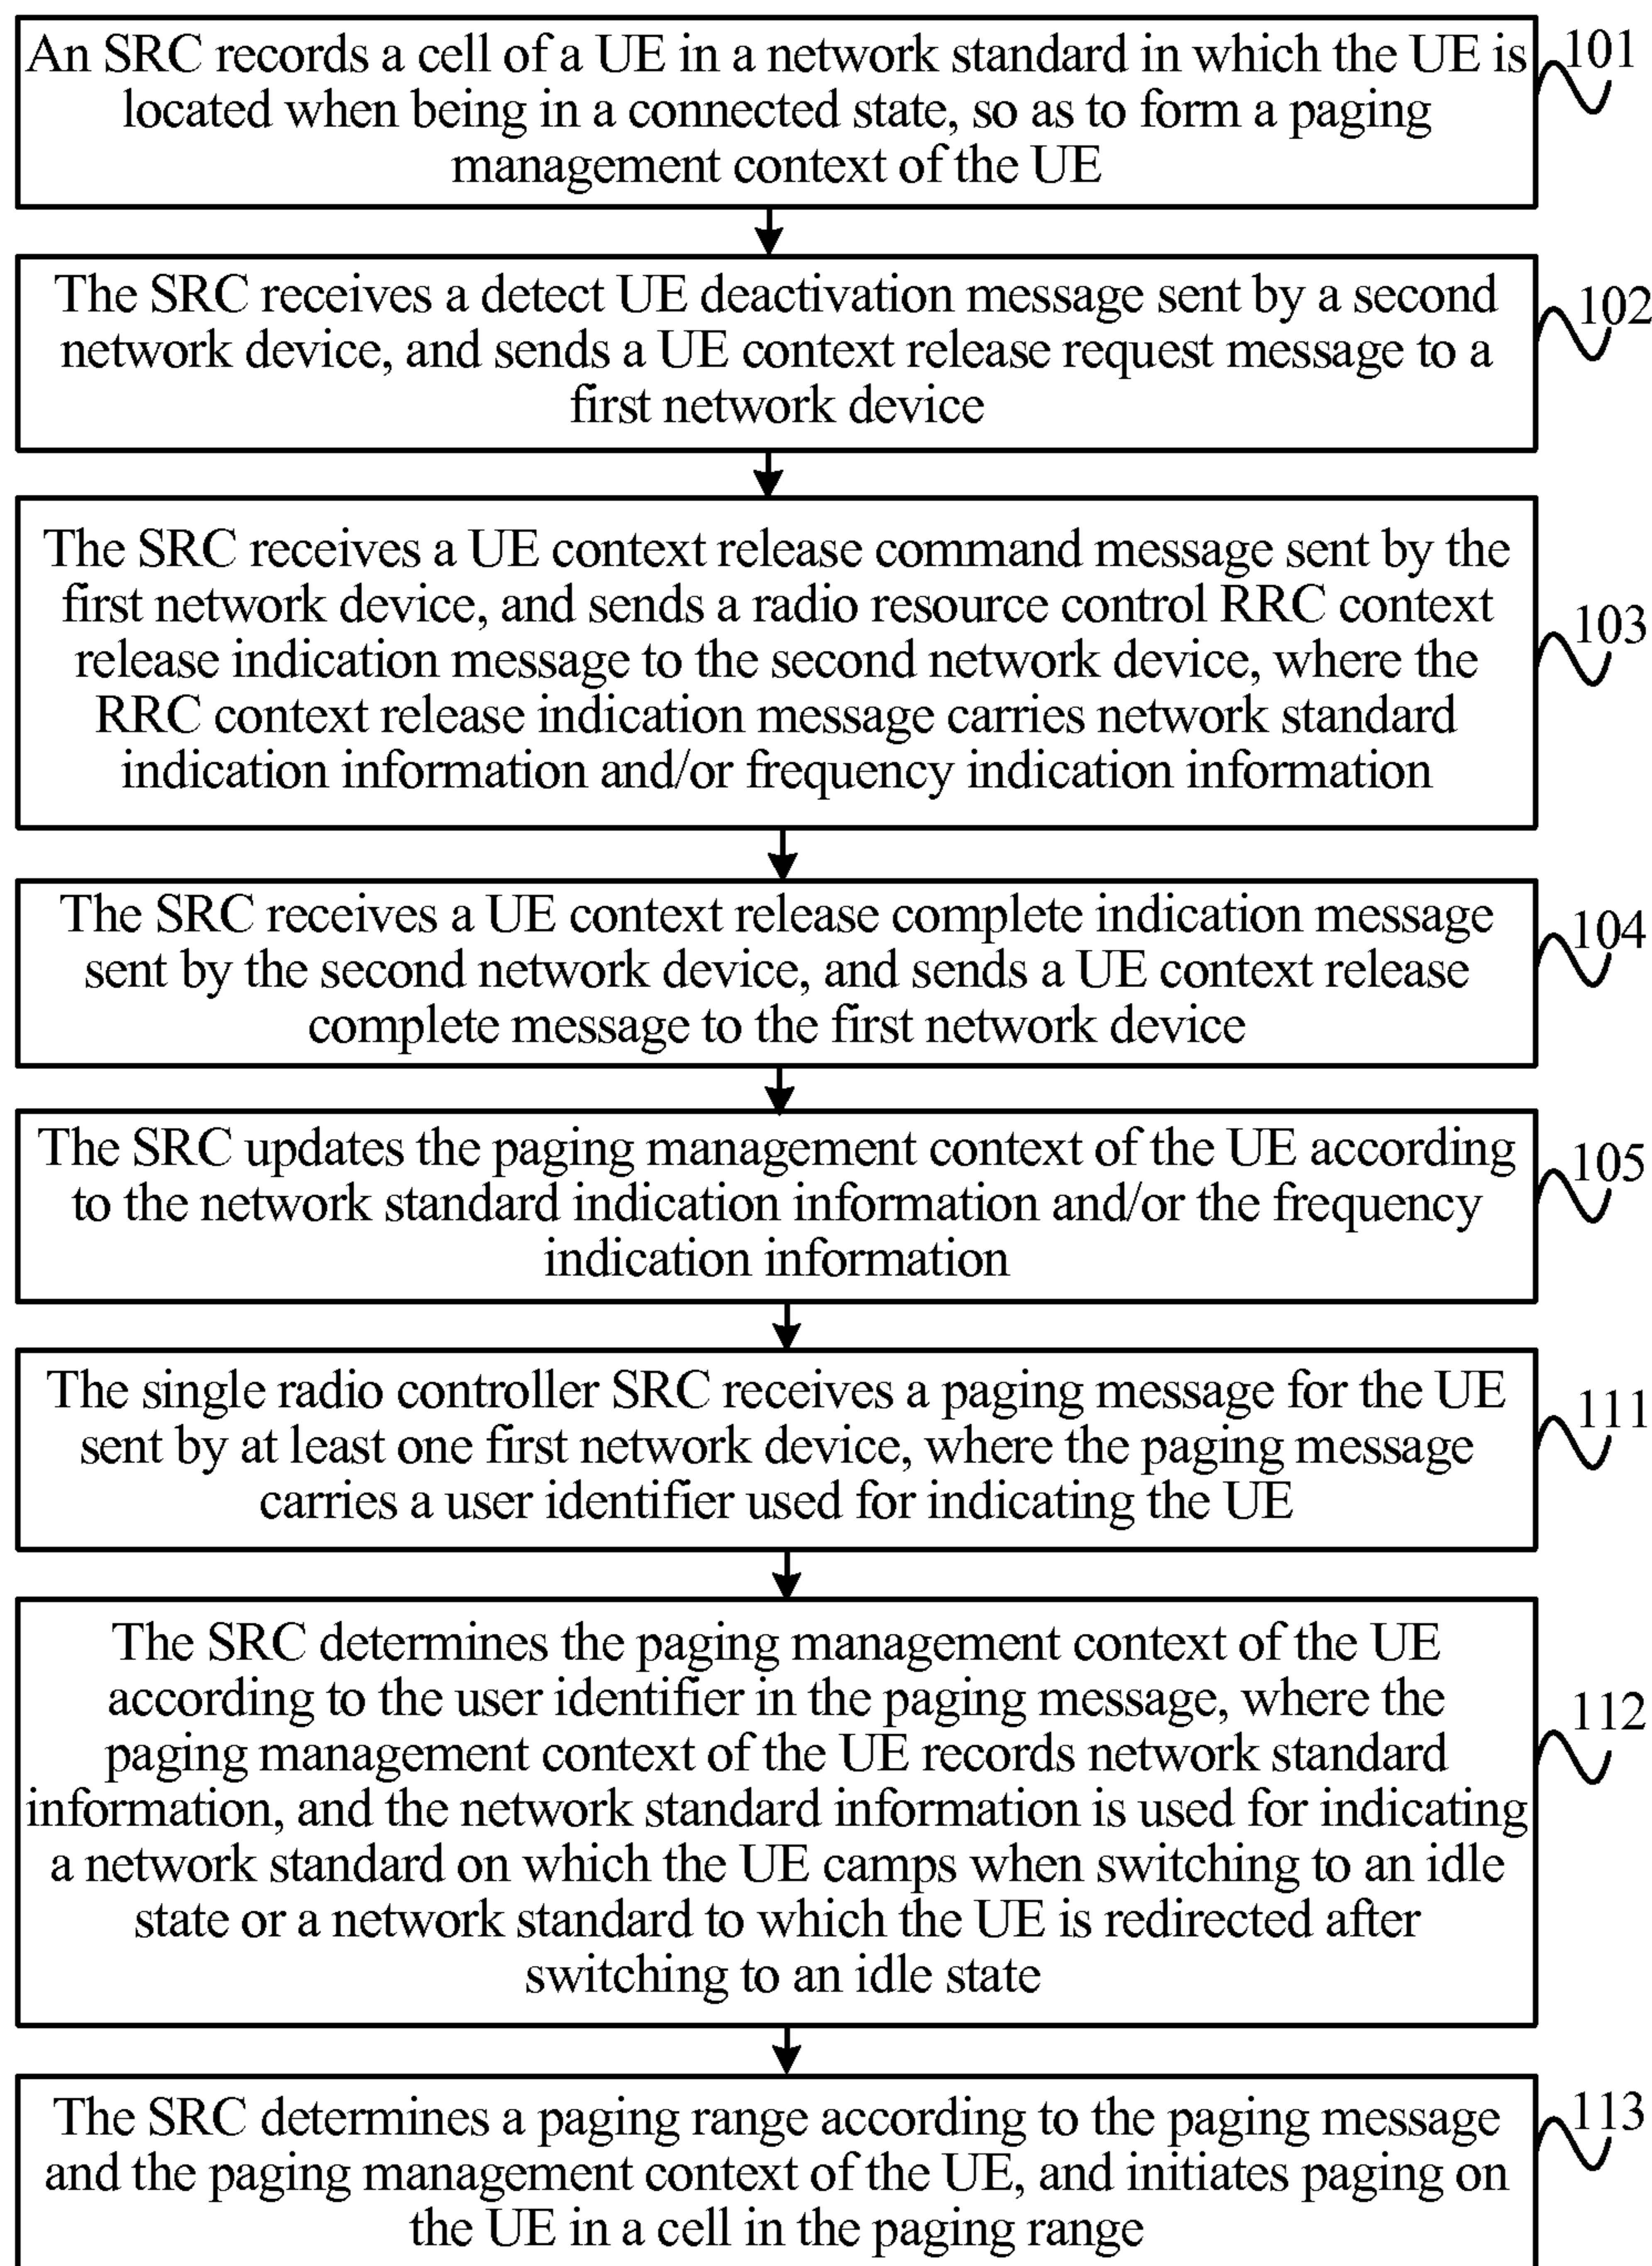 An SRC records a cell of a UE in a network standard in which the UE is
located when being in a connected state, so as to form a paging
management context of the UE
101
The SRC receives a detect UE deactivation message sent by a second
network device, and sends a UE context release request message to a
first network device
102
The SRC receives a UE context release command message sent by the
first network device, and sends a radio resource control RRC context
release indication message to the second network device, where the
RRC context release indication message carries network standard
indication information and/or frequency indication information
103
The SRC receives a UE context release complete indication message
sent by the second network device, and sends a UE context release
complete message to the first network device
104
The SRC updates the paging management context of the UE according
to the network standard indication information and/or the frequency
indication information
105
The single radio controller SRC receives a paging message for the UE
sent by at least one first network device, where the paging message
carries a user identifier used for indicating the UE
111
The SRC determines the paging management context of the UE
according to the user identifier in the paging message, where the
paging management context of the UE records network standard
information, and the network standard information is used for indicating
a network standard on which the UE camps when switching to an idle
state or a network standard to which the UE is redirected after
switching to an idle state
112
The SRC determines a paging range according to the paging message
and the paging management context of the UE, and initiates paging on
the UE in a cell in the paging range
113